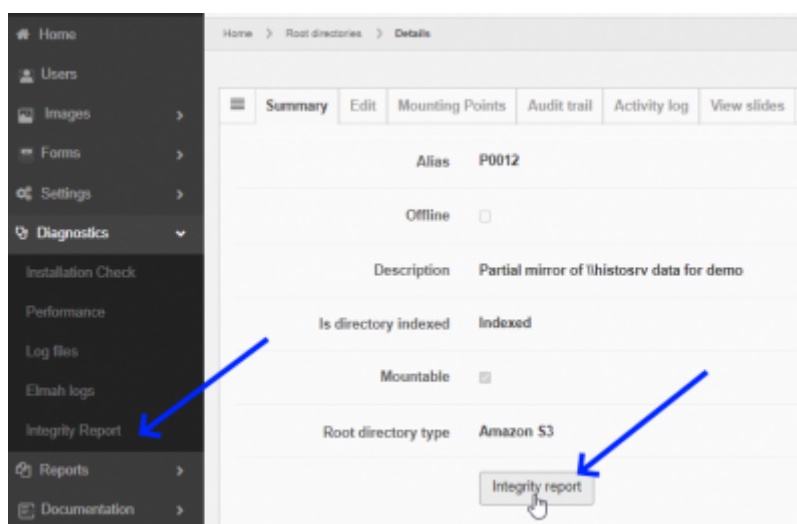 Home
Users
Images
Forms
Settings
Diagnostics
Installation Check
Performance
Log files
Elmah logs
Integrity Report
Reports
Documentation
Home > Root directories > Details
Summary Edit Mounting Points Audit trail Activity log View slides
Alias P0012
Offline
Description Partial mirror of \\histosrv data for demo
Is directory indexed Indexed
Mountable
Root directory type Amazon S3
Integrity report